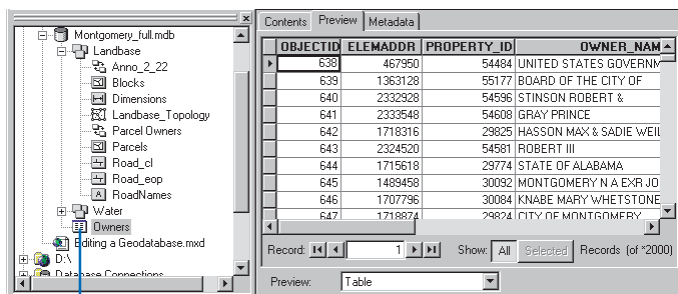 Montgomery_full.mdb
Landbase
Anno_2_22
Blocks
Dimensions
Landbase_Topology
Parcel Owners
Parcels
Road_cl
Road_eop
RoadNames
Water
Owners
Editing a Geodatabase.mxd
D:\
Database Connections
Contents Preview Metadata
OBJECTID ELEMADDR PROPERTY_ID OWNER_NAM
638 467950 54484 UNITED STATES GOVERNM
639 1363128 55177 BOARD OF THE CITY OF
640 2332928 54596 STINSON ROBERT &
641 2333548 54608 GRAY PRINCE
642 1718316 29825 HASSON MAX & SADIE WEIL
643 2324520 54581 ROBERT III
644 1715618 29774 STATE OF ALABAMA
645 1489458 30092 MONTGOMERY N A EXR JO
646 1707796 30084 KNABE MARY WHETSTONE
647 1718874 29824 CITY OF MONTGOMERY
Record: 1 Show: All Selected Records (of *2000)
Preview: Table